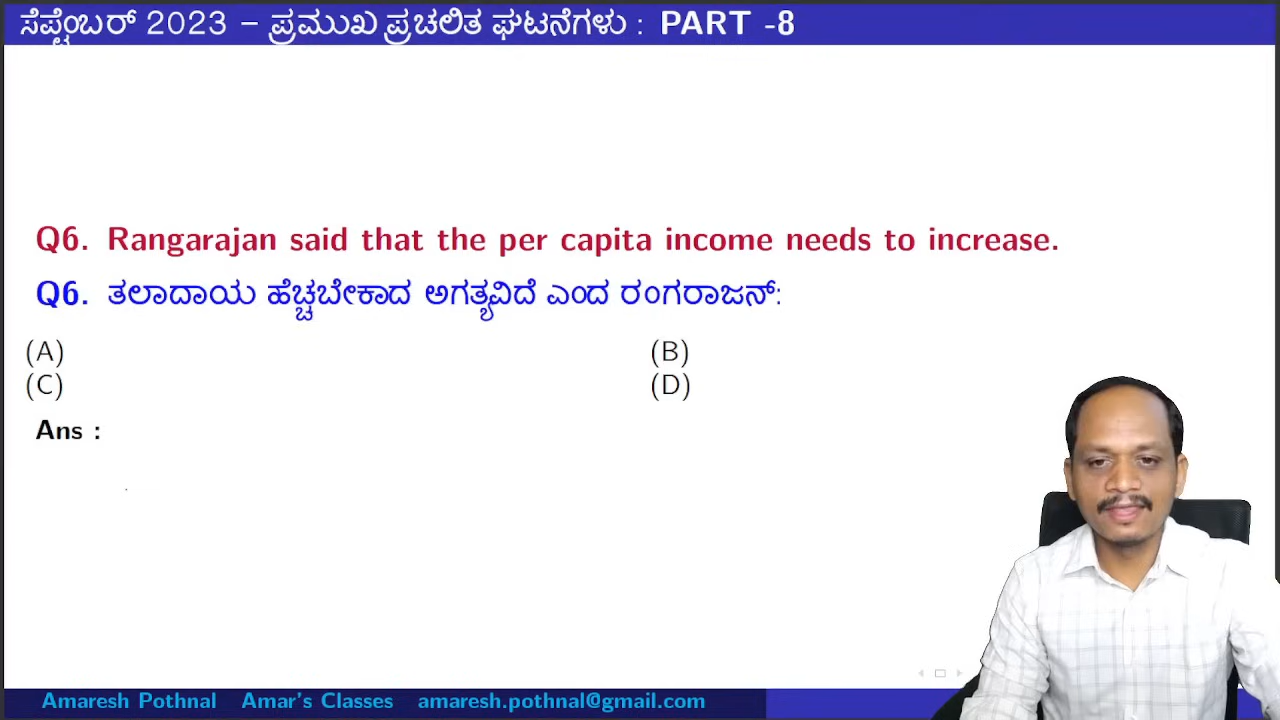 ಸೆಪ್ಟೆಂಬರ್ 2023 – ಪ್ರಮುಖ ಪ್ರಚಲಿತ ಘಟನೆಗಳು : PART -8
Q6. Rangarajan said that the per capita income needs to increase.
Q6. ತಲಾದಾಯ ಹೆಚ್ಚಬೇಕಾದ ಅಗತ್ಯವಿದೆ ಎಂದ ರಂಗರಾಜನ್:
(A) (B)
(C) (D)
Ans :
Amaresh Pothnal Amar's Classes amaresh.pothnal@gmail.com